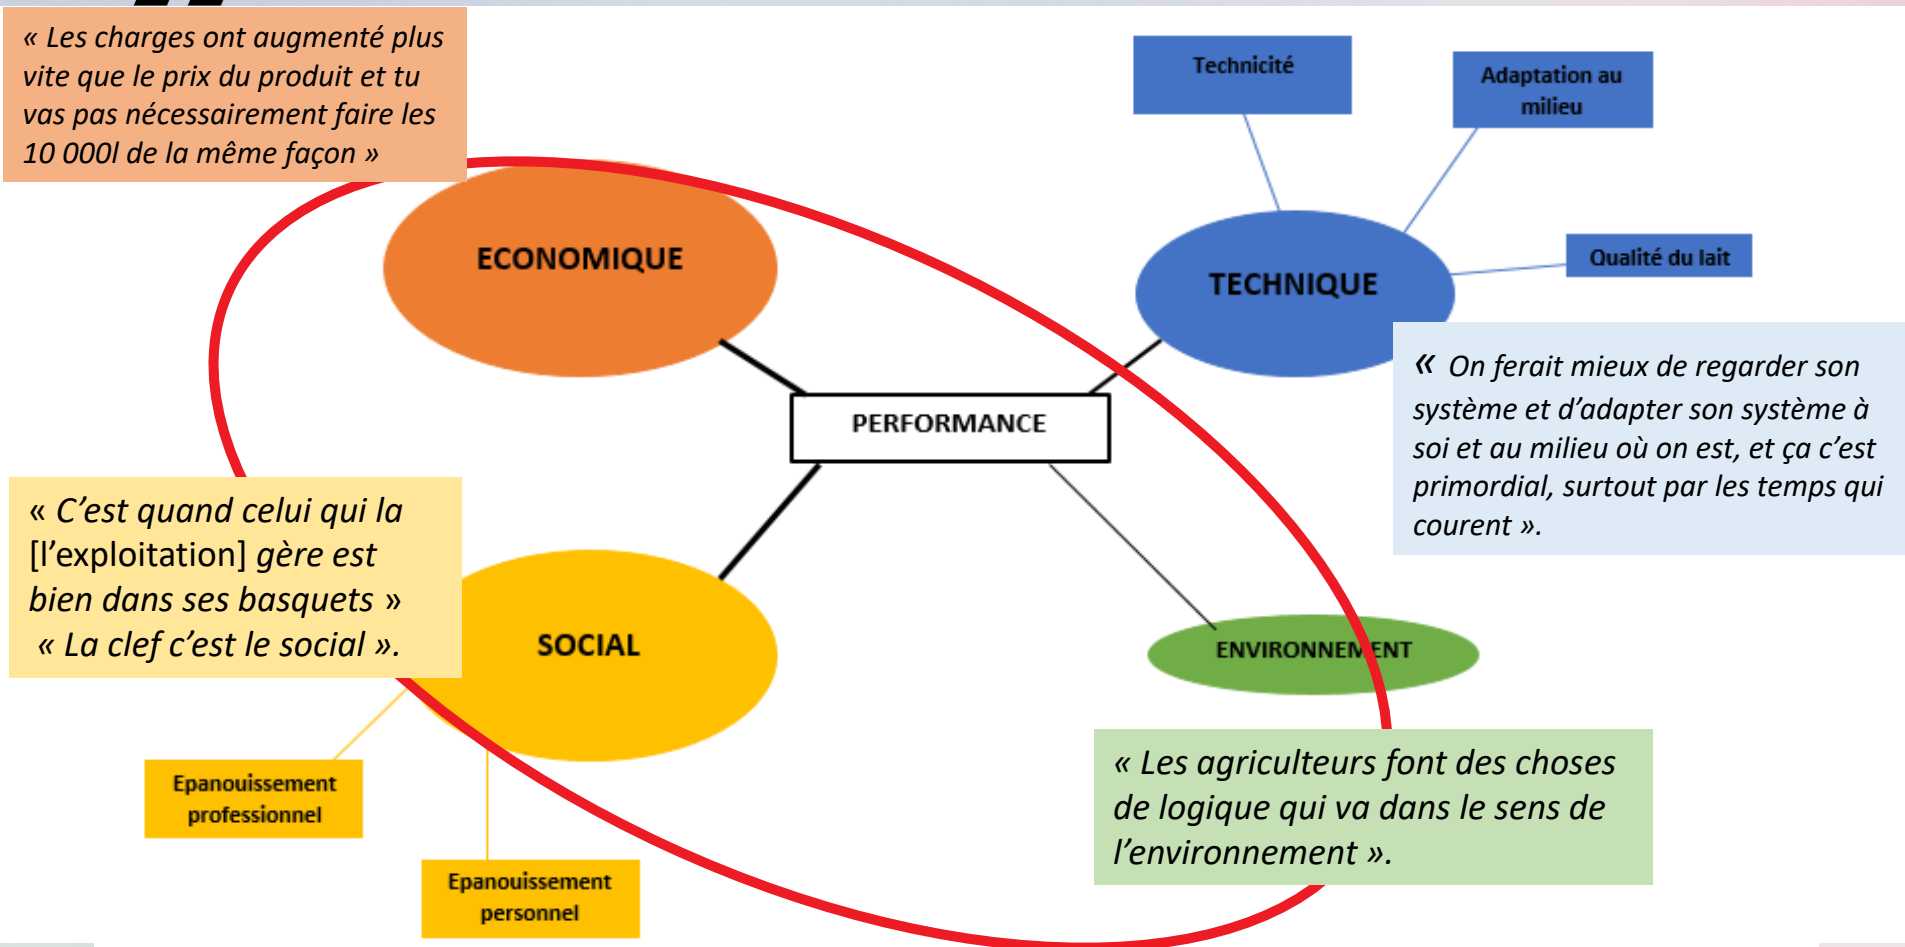 « Les charges ont augmenté plus
vite que le prix du produit et tu
vas pas nécessairement faire les
10 000l de la même façon »
Technicité
Adaptation au
milieu
Qualité du lait
ECONOMIQUE
TECHNIQUE
« On ferait mieux de regarder son
système et d’adapter son système à
soi et au milieu où on est, et ça c’est
primordial, surtout par les temps qui
courent ».
PERFORMANCE
« C’est quand celui qui la
[l’exploitation] gère est
bien dans ses basquets »
« La clef c’est le social ».
SOCIAL
ENVIRONNEMENT
« Les agriculteurs font des choses
de logique qui va dans le sens de
l’environnement ».
Epanouissement
professionnel
Epanouissement
personnel